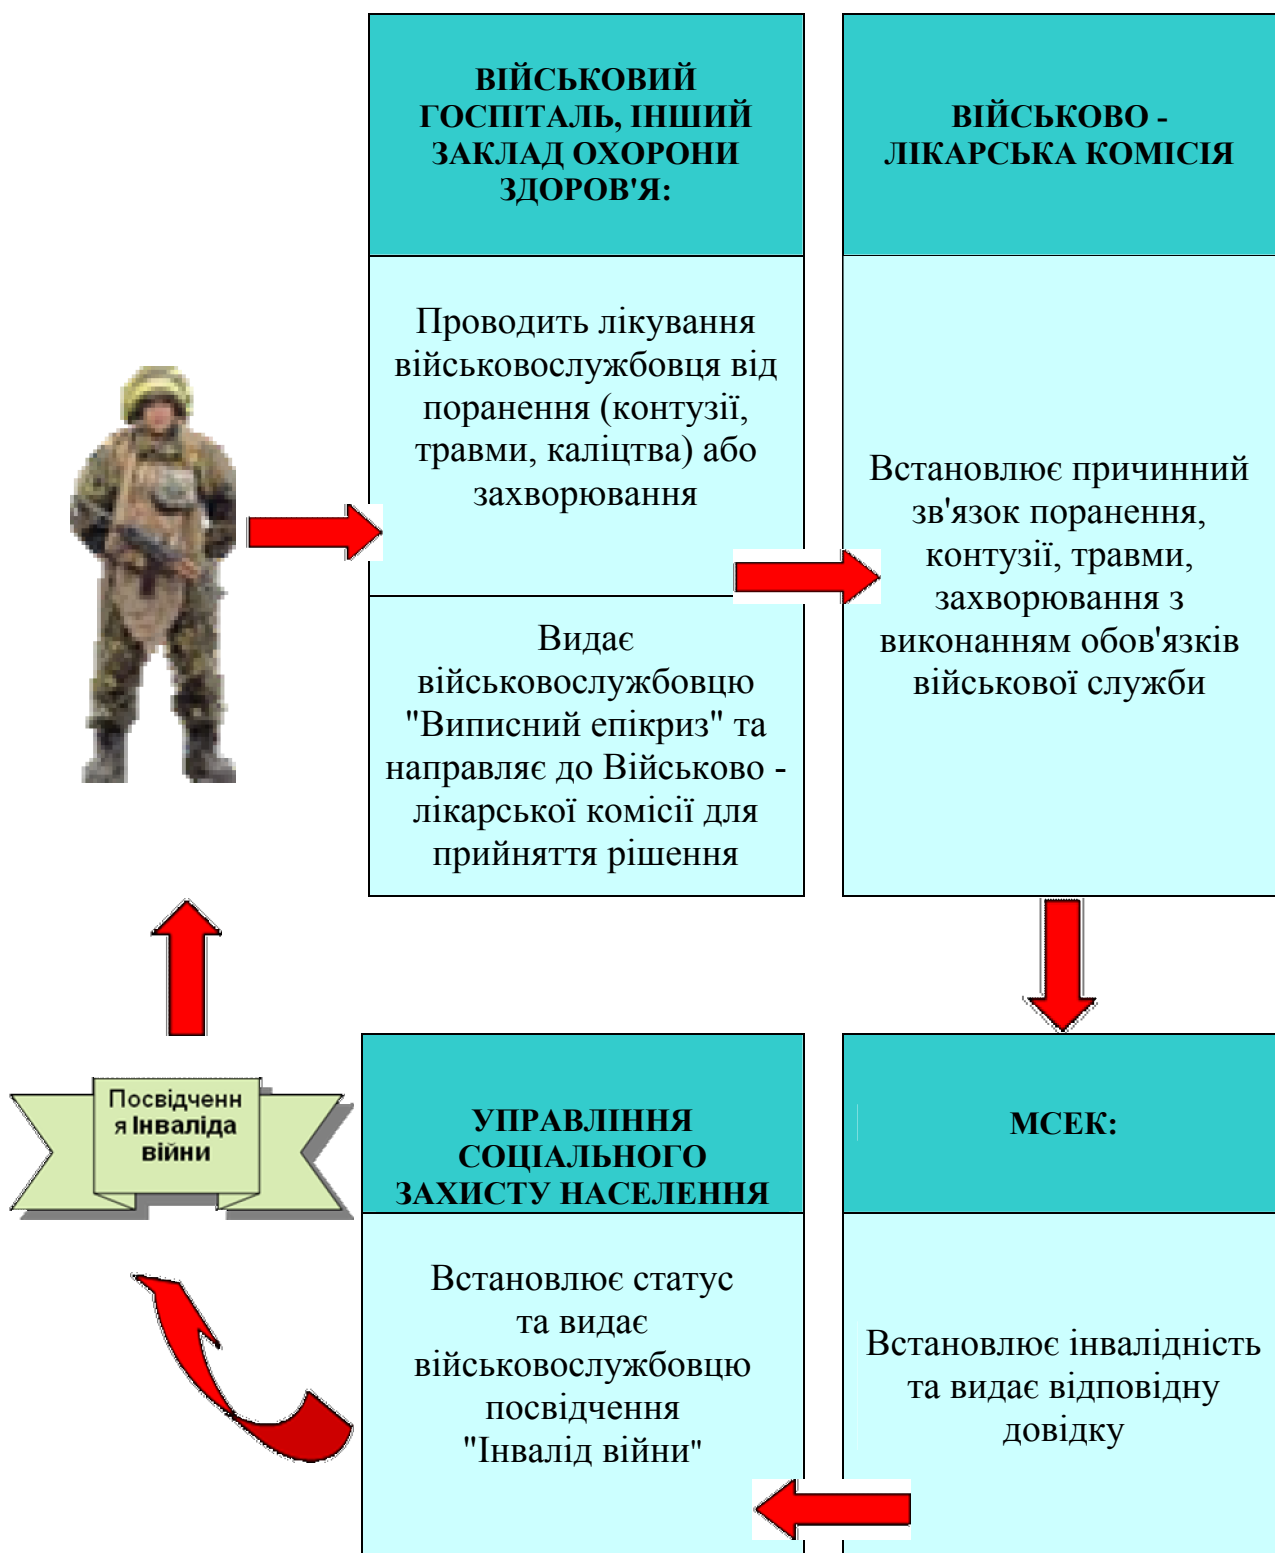 ВІЙСЬКОВИЙ
ГОСПІТАЛЬ, ІНШИЙ
ЗАКЛАД ОХОРОНИ
ЗДОРОВ'Я:
Проводить лікування
військовослужбовця від
поранення (контузії,
травми, каліцтва) або
захворювання
Видає
військовослужбовцю
"Виписний епікриз" та
направляє до Військово -
лікарської комісії для
прийняття рішення
ВІЙСЬКОВО -
ЛІКАРСЬКА КОМІСІЯ
Встановлює причинний
зв'язок поранення,
контузії, травми,
захворювання з
виконанням обов'язків
військової служби
МСЕК:
Встановлює інвалідність
та видає відповідну
довідку
УПРАВЛІННЯ
СОЦІАЛЬНОГО
ЗАХИСТУ НАСЕЛЕННЯ
Встановлює статус
та видає
військовослужбовцю
посвідчення
"Інвалід війни"
Посвідченн
я Інваліда
війни